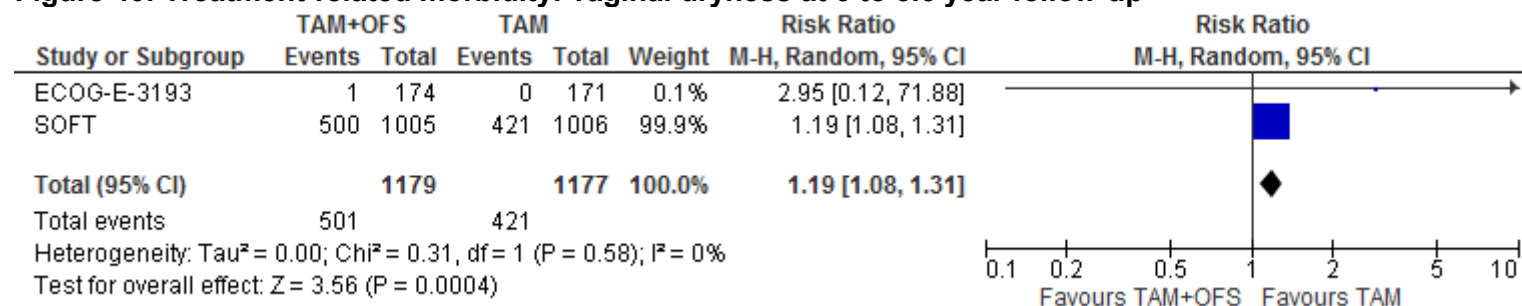 TAM+OFS TAM Risk Ratio Risk Ratio
Study or Subgroup Events Total Events Total Weight M-H, Random, 95% CI M-H, Random, 95% CI
ECOG-E-3193 1 174 0 171 0.1% 2.95 [0.12, 71.88]
SOFT 500 1005 421 1006 99.9% 1.19 [1.08, 1.31]
Total (95% CI) 1179 1177 100.0% 1.19 [1.08, 1.31]
Total events 501 421
Heterogeneity: Tau² = 0.00; Chi² = 0.31, df = 1 (P = 0.58); I² = 0%
Test for overall effect: Z = 3.56 (P = 0.0004)
0.1 0.2 0.5 1 2 5 10
Favours TAM+OFS Favours TAM